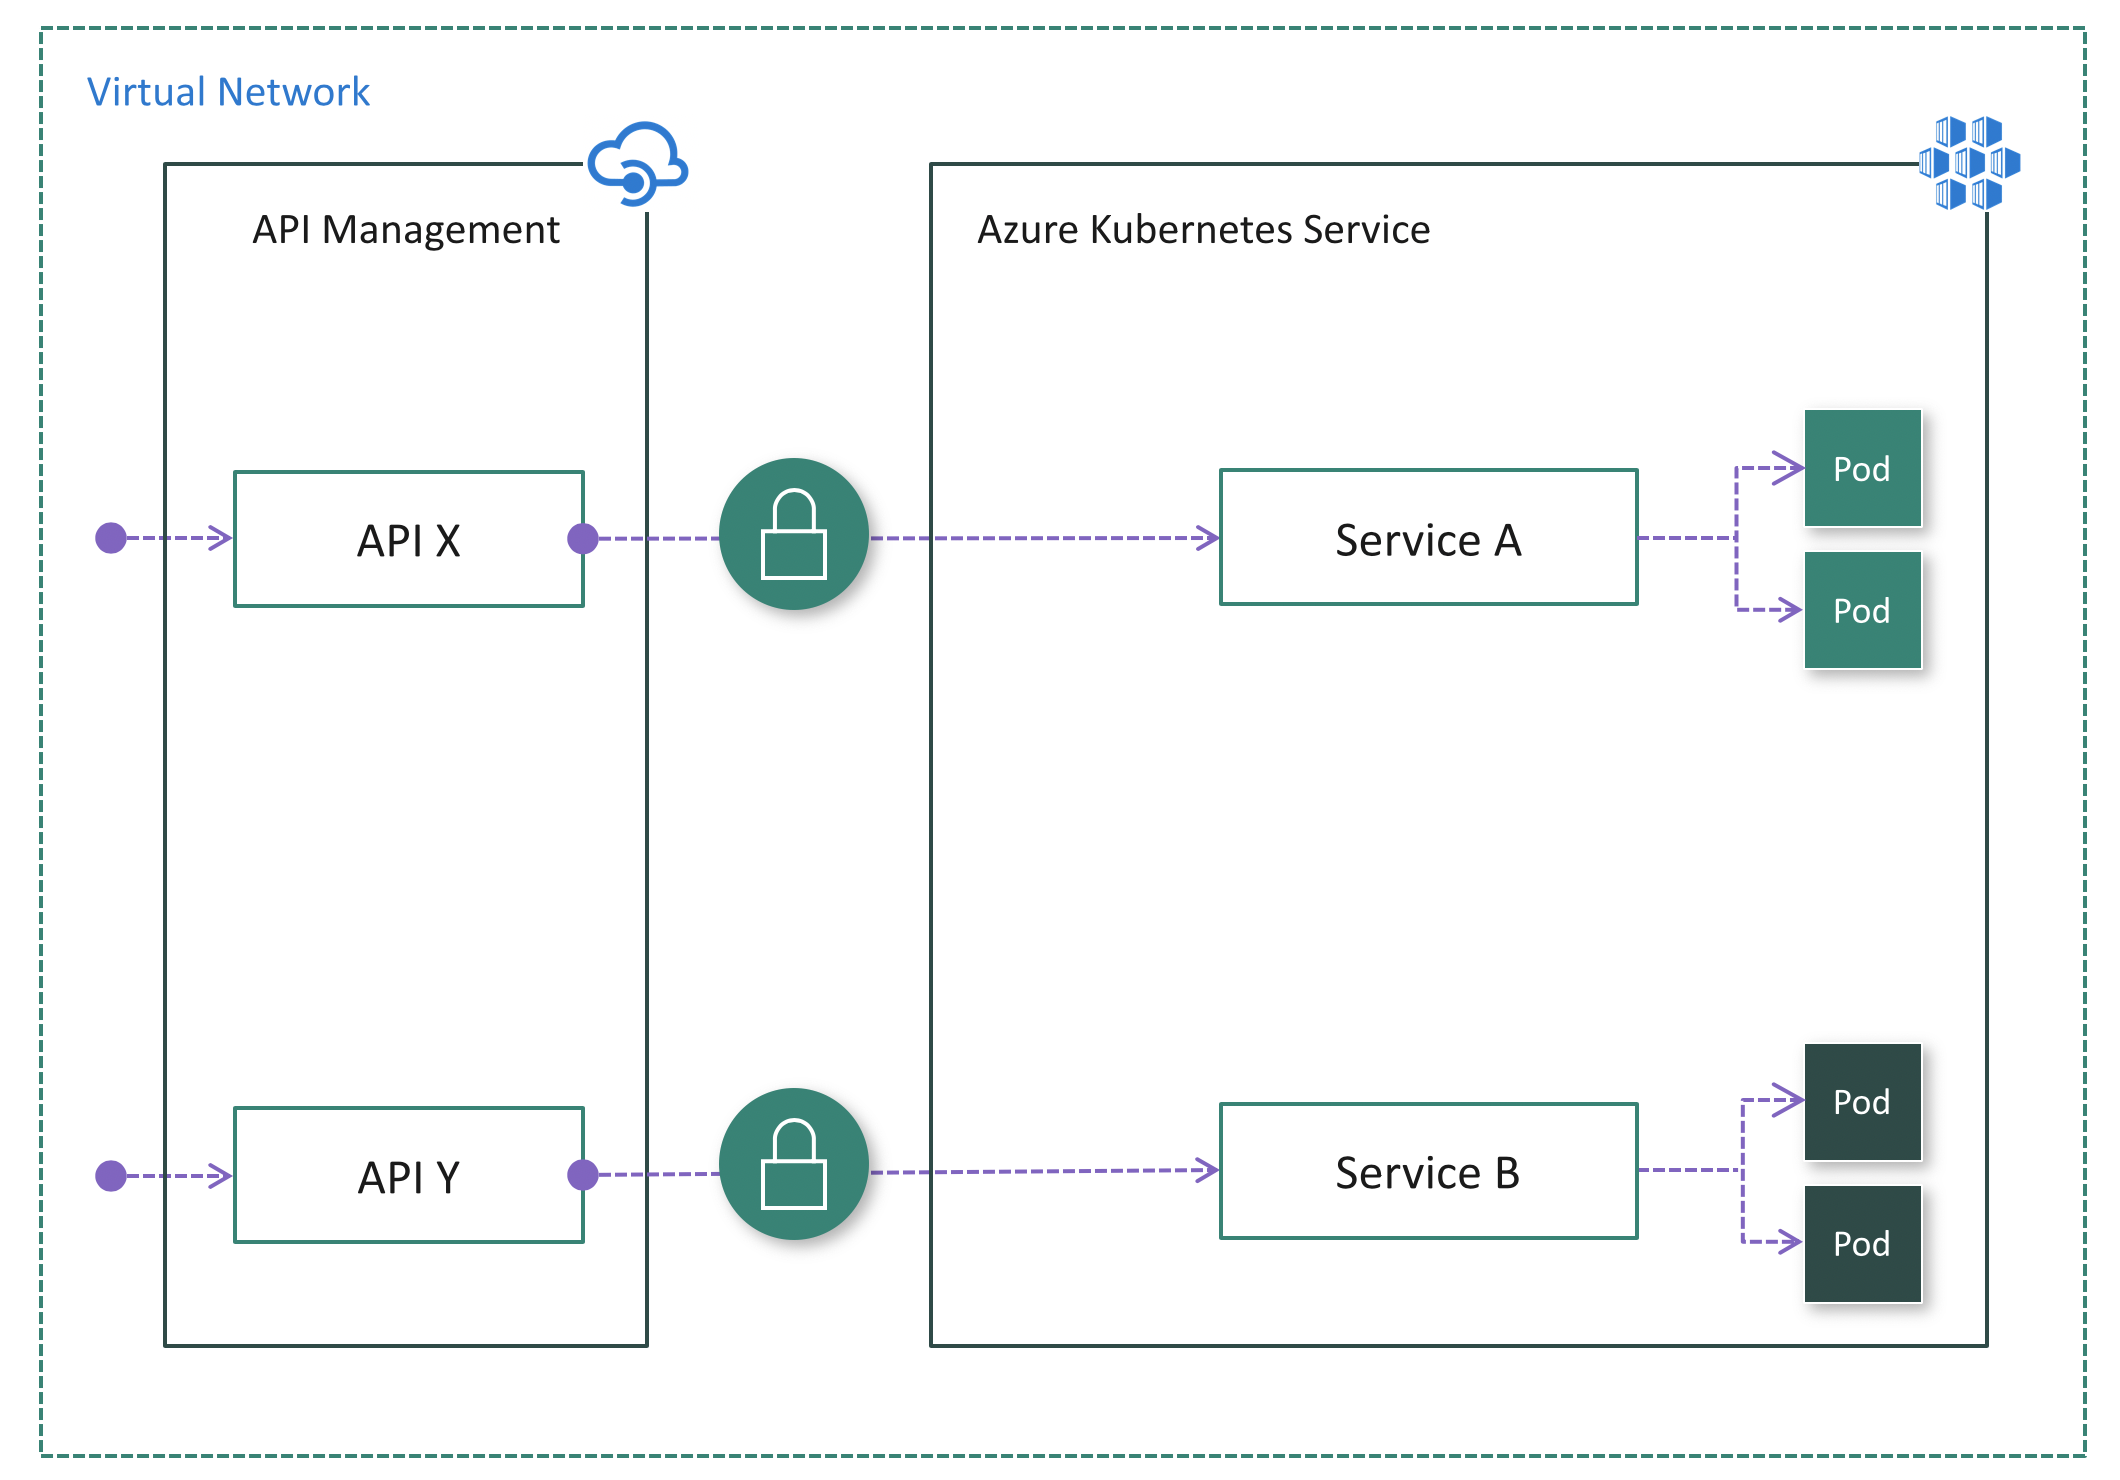 Virtual Network
API Management
Azure Kubernetes Service
API X
Service A
Pod
Pod
API Y
Service B
Pod
Pod